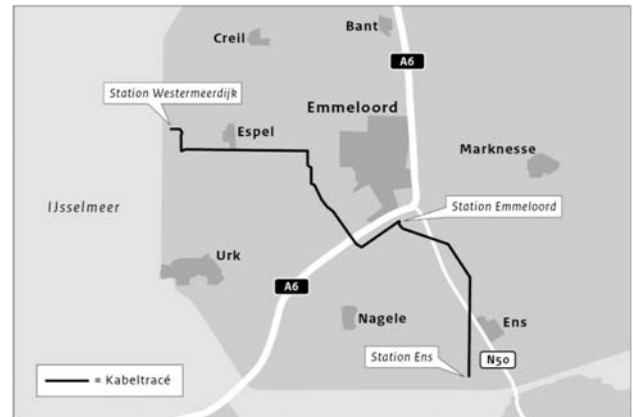 Bant
Creil
A6
Station Westermeerdijk
Emmeloord
Espel
Marknesse
IJsselmeer
Station Emmeloord
Urk
A6
Nagele
Ens
Station Ens
N50
= Kabeltracé